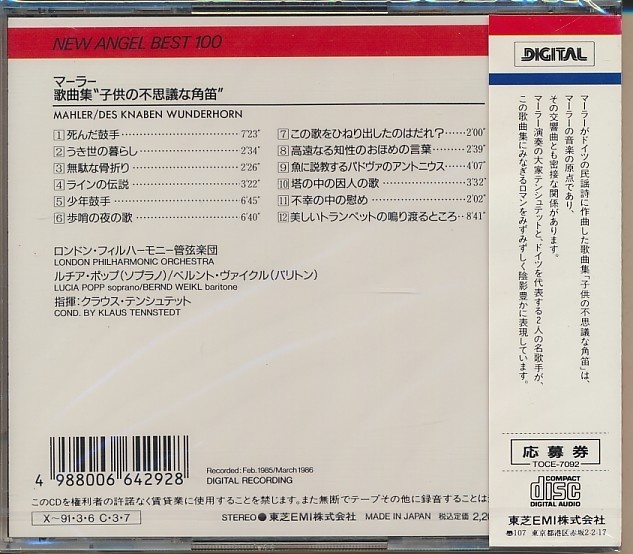 NEW ANGEL BEST 100
マーラー
歌曲集“子供の不思議な角笛”
MAHLER/DES KNABEN WUNDERHORN
1 死んだ鼓手 7'23"
2 うき世の暮らし 2'34"
3 無駄な骨折り 2'26"
4 ラインの伝説 3'22"
5 少年鼓手 6'45"
6 歩哨の夜の歌 6'40"
7 この歌をひねり出したのはだれ? 2'00"
8 高遠なる知性のおほめの言葉 2'39"
9 魚に説教するパドヴァのアントニウス 4'07"
10 塔の中の囚人の歌 3'32"
11 不幸の中の慰め 2'02"
12 美しいトランペットの鳴り渡るところ 8'41"
ロンドン・フィルハーモニー管弦楽団
LONDON PHILHARMONIC ORCHESTRA
ルチア・ポップ(ソプラノ)/ベルント・ヴァイクル(バリトン)
LUCIA POPP soprano/BERND WEIKL baritone
指揮:クラウス・テンシュテット
COND. BY KLAUS TENNSTEDT
4 988006 642928
Recorded: Feb.1985/March 1986
DIGITAL RECORDING
このCDを権利者の許諾なく賃貸業に使用することを禁じます。また無断でテープその他に録音することは
X〜91・3・6 C・3・7
STEREO 東芝EMI株式会社 MADE IN JAPAN 税込定価 2,20
DIGITAL
マーラーがドイツの民謡詩に作曲した歌曲集「子供の不思議な角笛」は、
マーラーの音楽の原点であり、
その交響曲とも密接な関係があります。
マーラー演奏の大家テンシュテットと、ドイツを代表する2人の名歌手が、
この歌曲集にみなぎるロマンをみずみずしく陰影豊かに表現しています。
応募券
TOCE-7092
COMPACT
disc
DIGITAL AUDIO
東芝EMI株式会社
〒107 東京都港区赤坂2-2-17